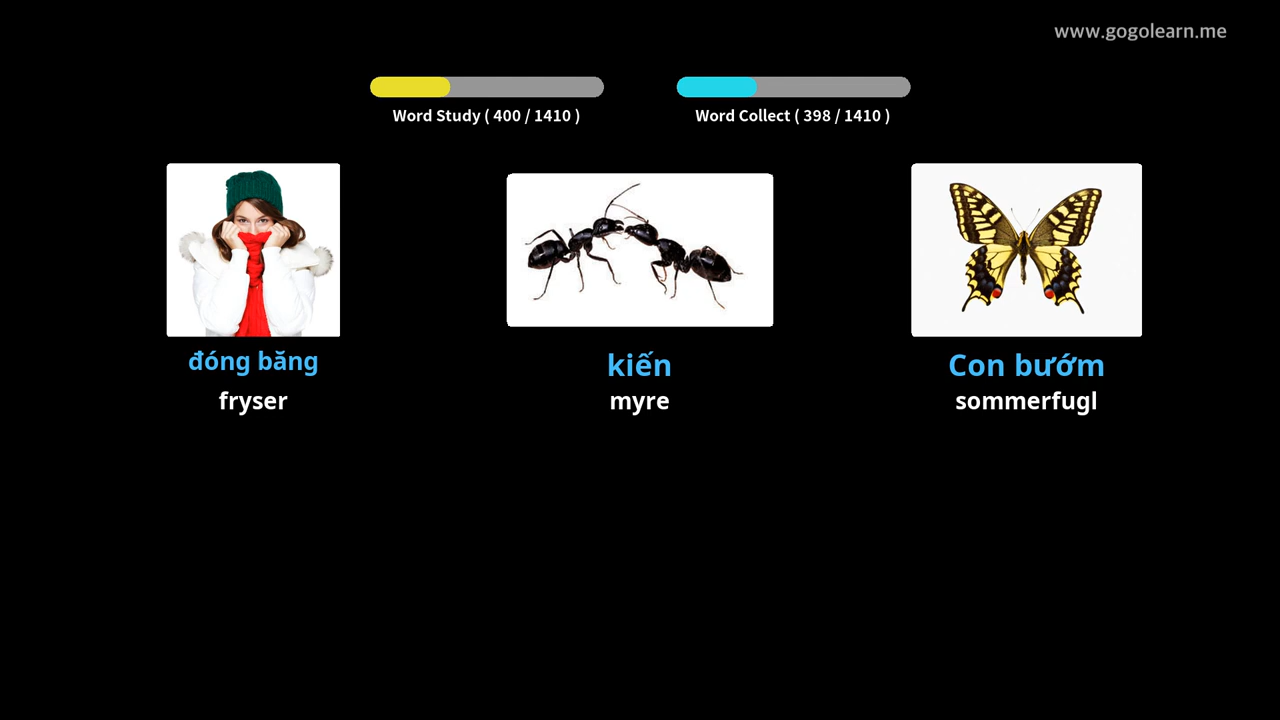 www.gogolearn.me
Word Study ( 400 / 1410 )
Word Collect ( 398 / 1410 )
đóng băng
fryser
kiến
myre
Con bướm
sommerfugl